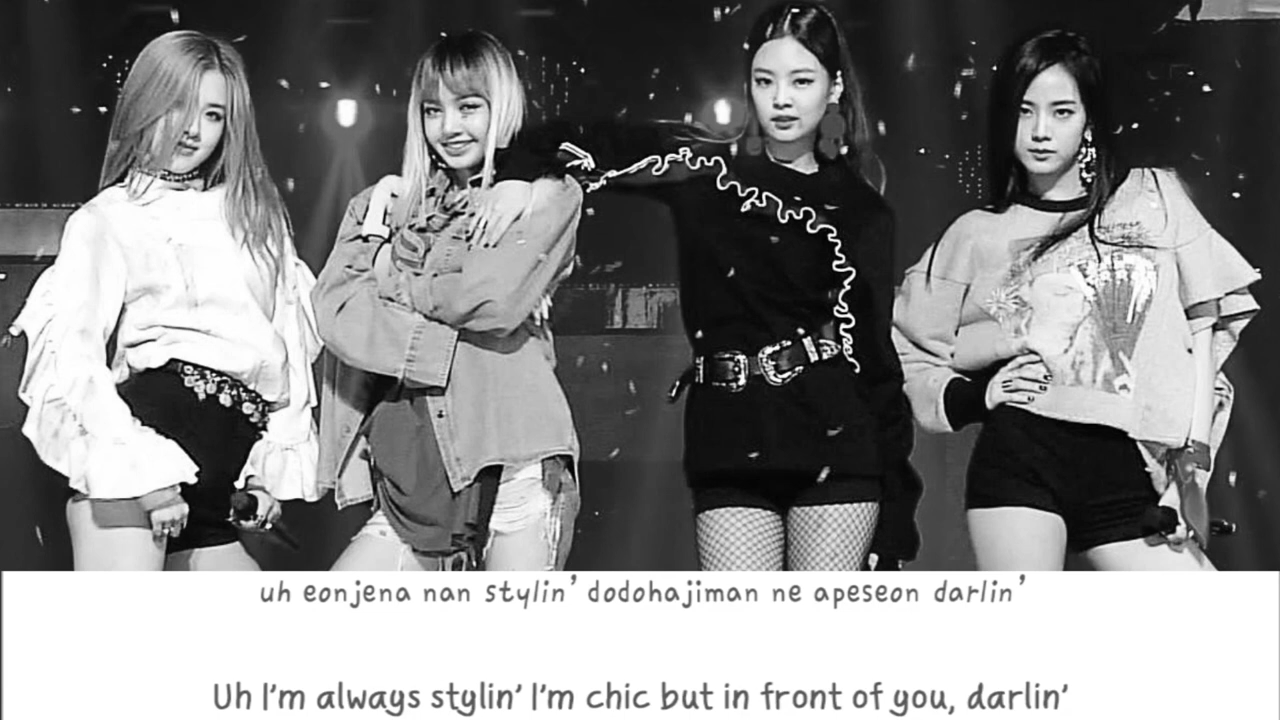 uh eonjena nan stylin' dodohajiman ne apeseon darlin'
Uh I'm always stylin' I'm chic but in front of you, darlin'